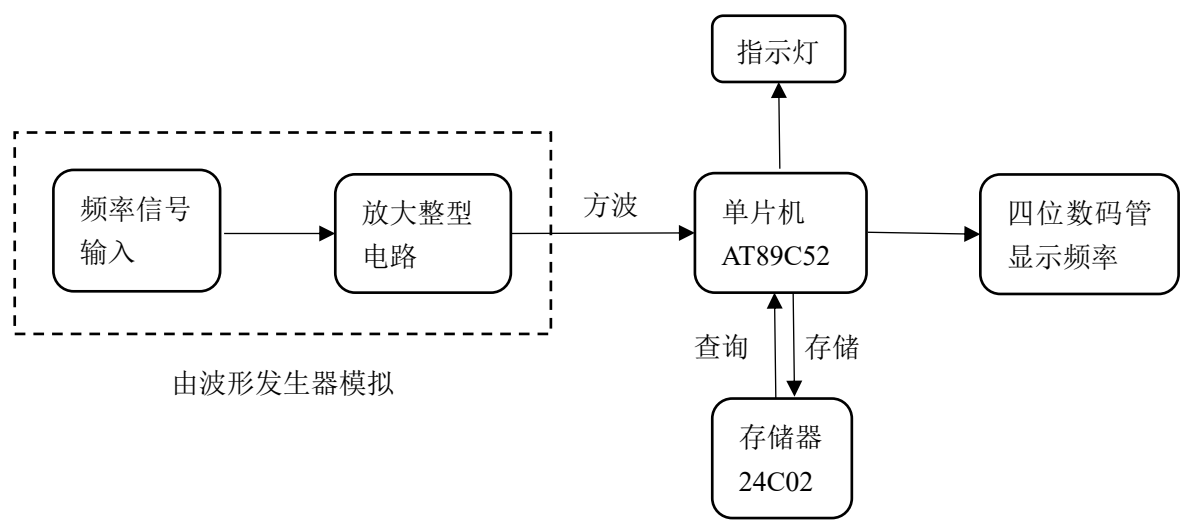 指示灯
频率信号
输入
放大整型
电路
方波
单片机
AT89C52
四位数码管
显示频率
查询
存储
由波形发生器模拟
存储器
24C02